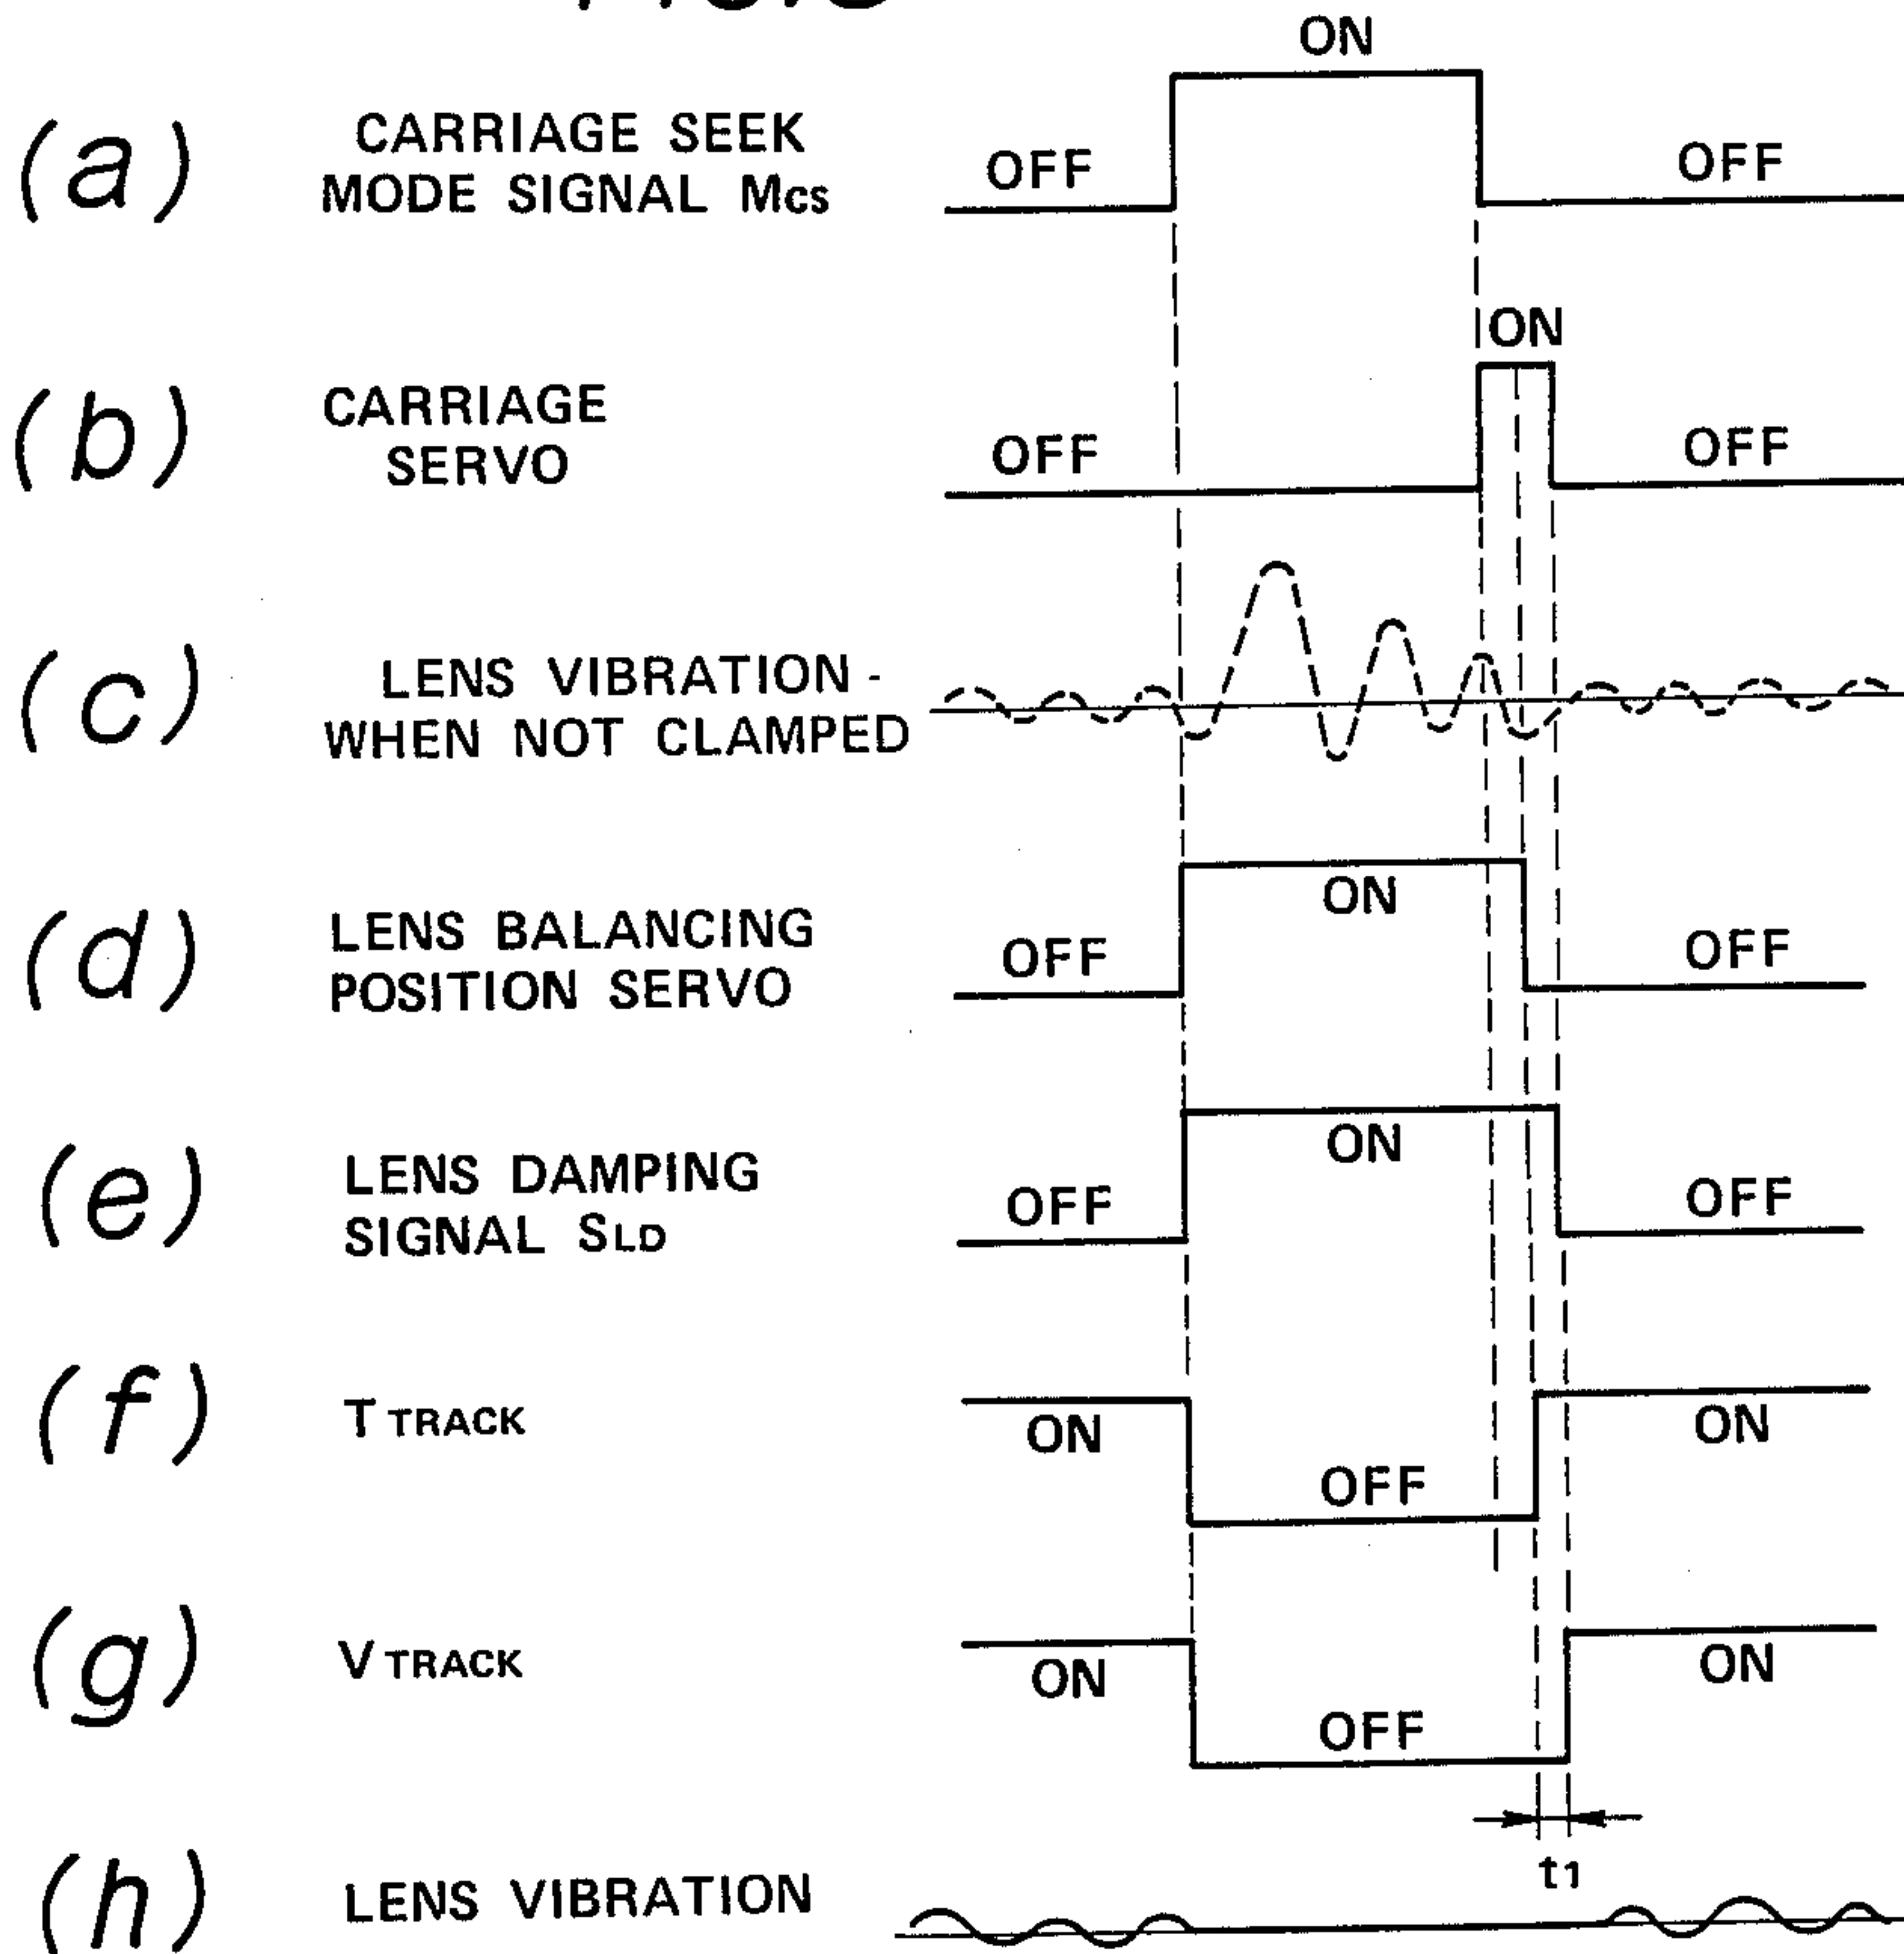 ON
(a) CARRIAGE SEEK
MODE SIGNAL Mcs
OFF
OFF
ON
(b) CARRIAGE
SERVO
OFF
OFF
(c) LENS VIBRATION -
WHEN NOT CLAMPED
ON
(d) LENS BALANCING
POSITION SERVO
OFF
OFF
ON
(e) LENS DAMPING
SIGNAL SLD
OFF
OFF
(f) T TRACK
ON
ON
OFF
(g) V TRACK
ON
ON
OFF
t1
(h) LENS VIBRATION